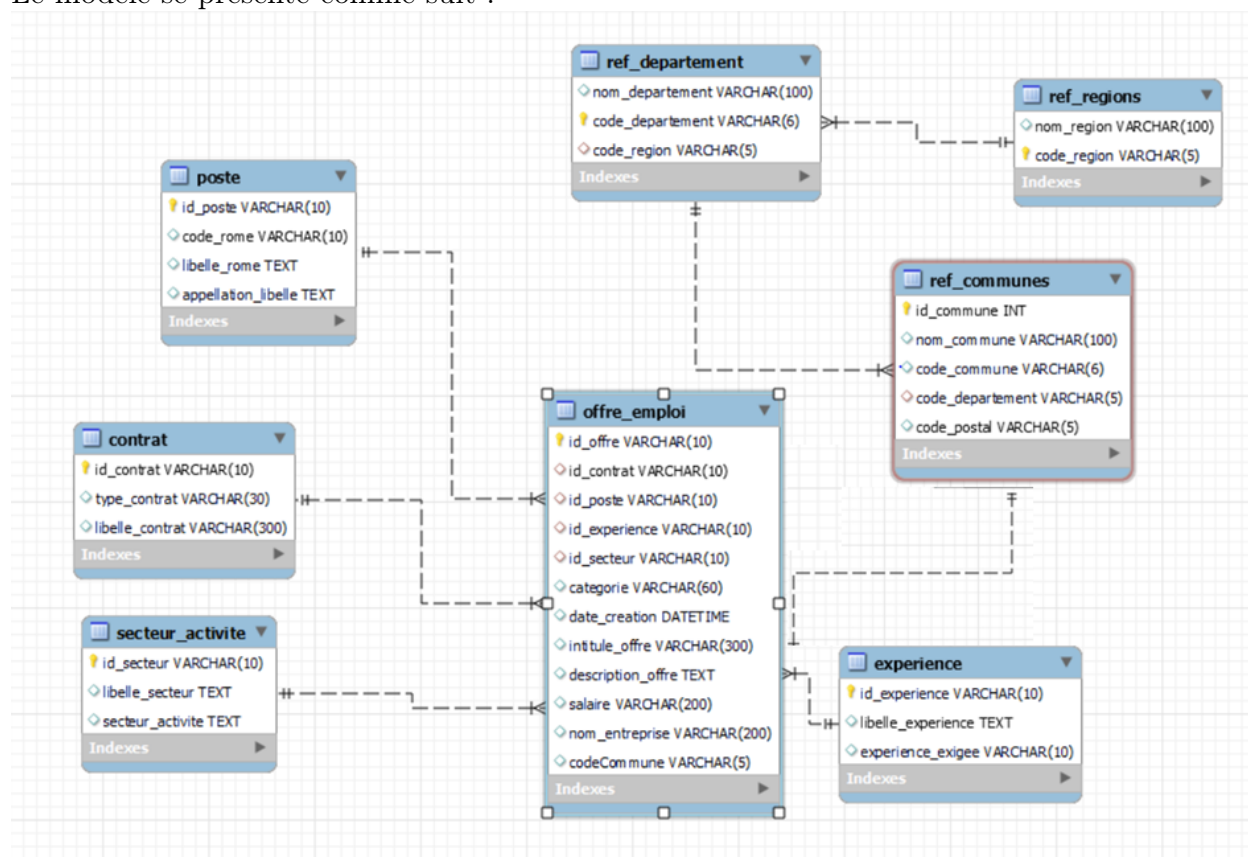 Le modèle se présente comme suit :
ref_departement
nom_departement VARCHAR(100)
code_departement VARCHAR(6)
code_region VARCHAR(5)
Indexes
ref_regions
nom_region VARCHAR(100)
code_region VARCHAR(5)
Indexes
poste
id_poste VARCHAR(10)
code_rome VARCHAR(10)
libelle_rome TEXT
appellation_libelle TEXT
Indexes
ref_communes
id_commune INT
nom_commune VARCHAR(100)
code_commune VARCHAR(6)
code_departement VARCHAR(5)
code_postal VARCHAR(5)
Indexes
contrat
id_contrat VARCHAR(10)
type_contrat VARCHAR(30)
libelle_contrat VARCHAR(300)
Indexes
offre_emploi
id_offre VARCHAR(10)
id_contrat VARCHAR(10)
id_poste VARCHAR(10)
id_experience VARCHAR(10)
id_secteur VARCHAR(10)
categorie VARCHAR(60)
date_creation DATETIME
intitule_offre VARCHAR(300)
description_offre TEXT
salaire VARCHAR(200)
nom_entreprise VARCHAR(200)
codeCommune VARCHAR(5)
Indexes
secteur_activite
id_secteur VARCHAR(10)
libelle_secteur TEXT
secteur_activite TEXT
Indexes
experience
id_experience VARCHAR(10)
libelle_experience TEXT
experience_exigee VARCHAR(10)
Indexes